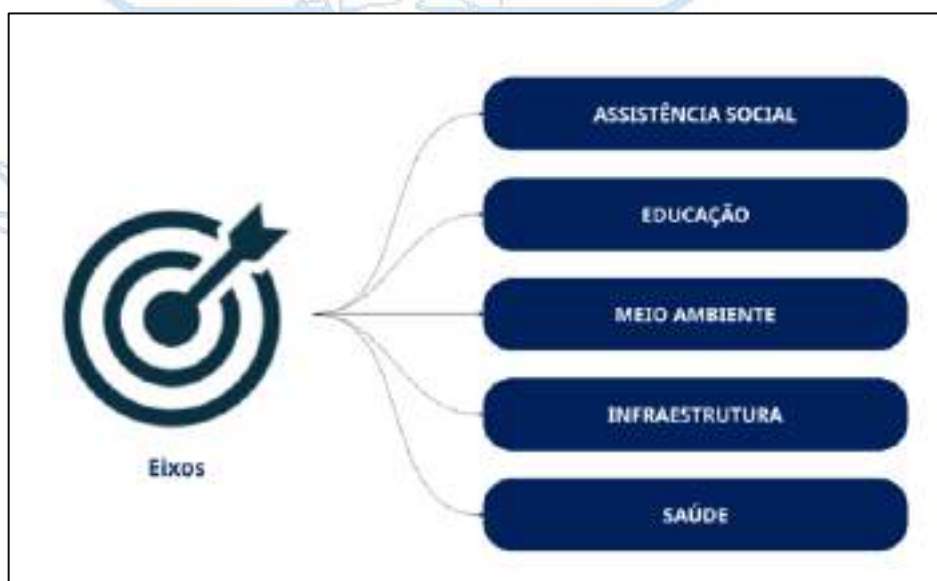 Eixos
ASSISTÊNCIA SOCIAL
EDUCAÇÃO
MEIO AMBIENTE
INFRAESTRUTURA
SAÚDE